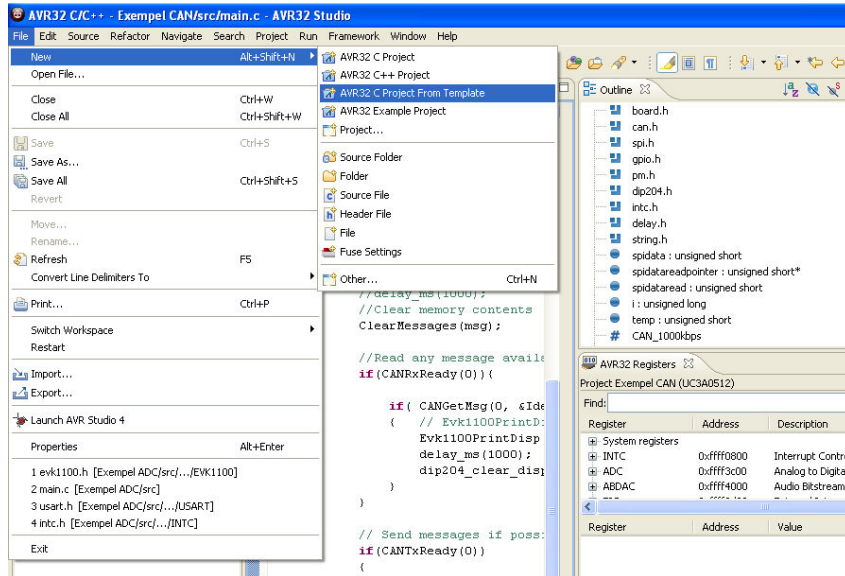 AVR32 C/C++ - Exempel CAN/src/main.c - AVR32 Studio
File Edit Source Refactor Navigate Search Project Run Framework Window Help
New Alt+Shift+N
Open File...
Close Ctrl+W
Close All Ctrl+Shift+W
Save Ctrl+S
Save As...
Save All Ctrl+Shift+S
Revert
Move...
Rename...
Refresh F5
Convert Line Delimiters To
Print... Ctrl+P
Switch Workspace
Restart
Import...
Export...
Launch AVR Studio 4
Properties Alt+Enter
1 evk1100.h [Exempel ADC/src/.../EVK1100]
2 main.c [Exempel ADC/src]
3 usart.h [Exempel ADC/src/.../USART]
4 intc.h [Exempel ADC/src/.../INTC]
Exit
AVR32 C Project
AVR32 C++ Project
AVR32 C Project From Template
AVR32 Example Project
Project...
Source Folder
Folder
Source File
Header File
File
Fuse Settings
Other... Ctrl+N
//delay_ms(1000);
//Clear memory contents
ClearMessages(msg);
//Read any message availa
if(CANRxReady(0)){
if( CANGetMsg(0, &Ide
{ // Evk1100PrintD
Evk1100PrintDisp
delay_ms(1000);
dip204_clear_disp
}
}
// Send messages if poss
if(CANTxReady(0))
{
Outline
board.h
can.h
spi.h
gpio.h
pm.h
dip204.h
intc.h
delay.h
string.h
spidata : unsigned short
spidatareadpointer : unsigned short*
spidataread : unsigned short
i : unsigned long
temp : unsigned short
# CAN_1000kbps
AVR32 Registers
Project Exempel CAN (UC3A0512)
Find:
Register Address Description
System registers
INTC 0xffff0800 Interrupt Contr
ADC 0xffff3c00 Analog to Digita
ABDAC 0xffff4000 Audio Bitstream
Register Address Value